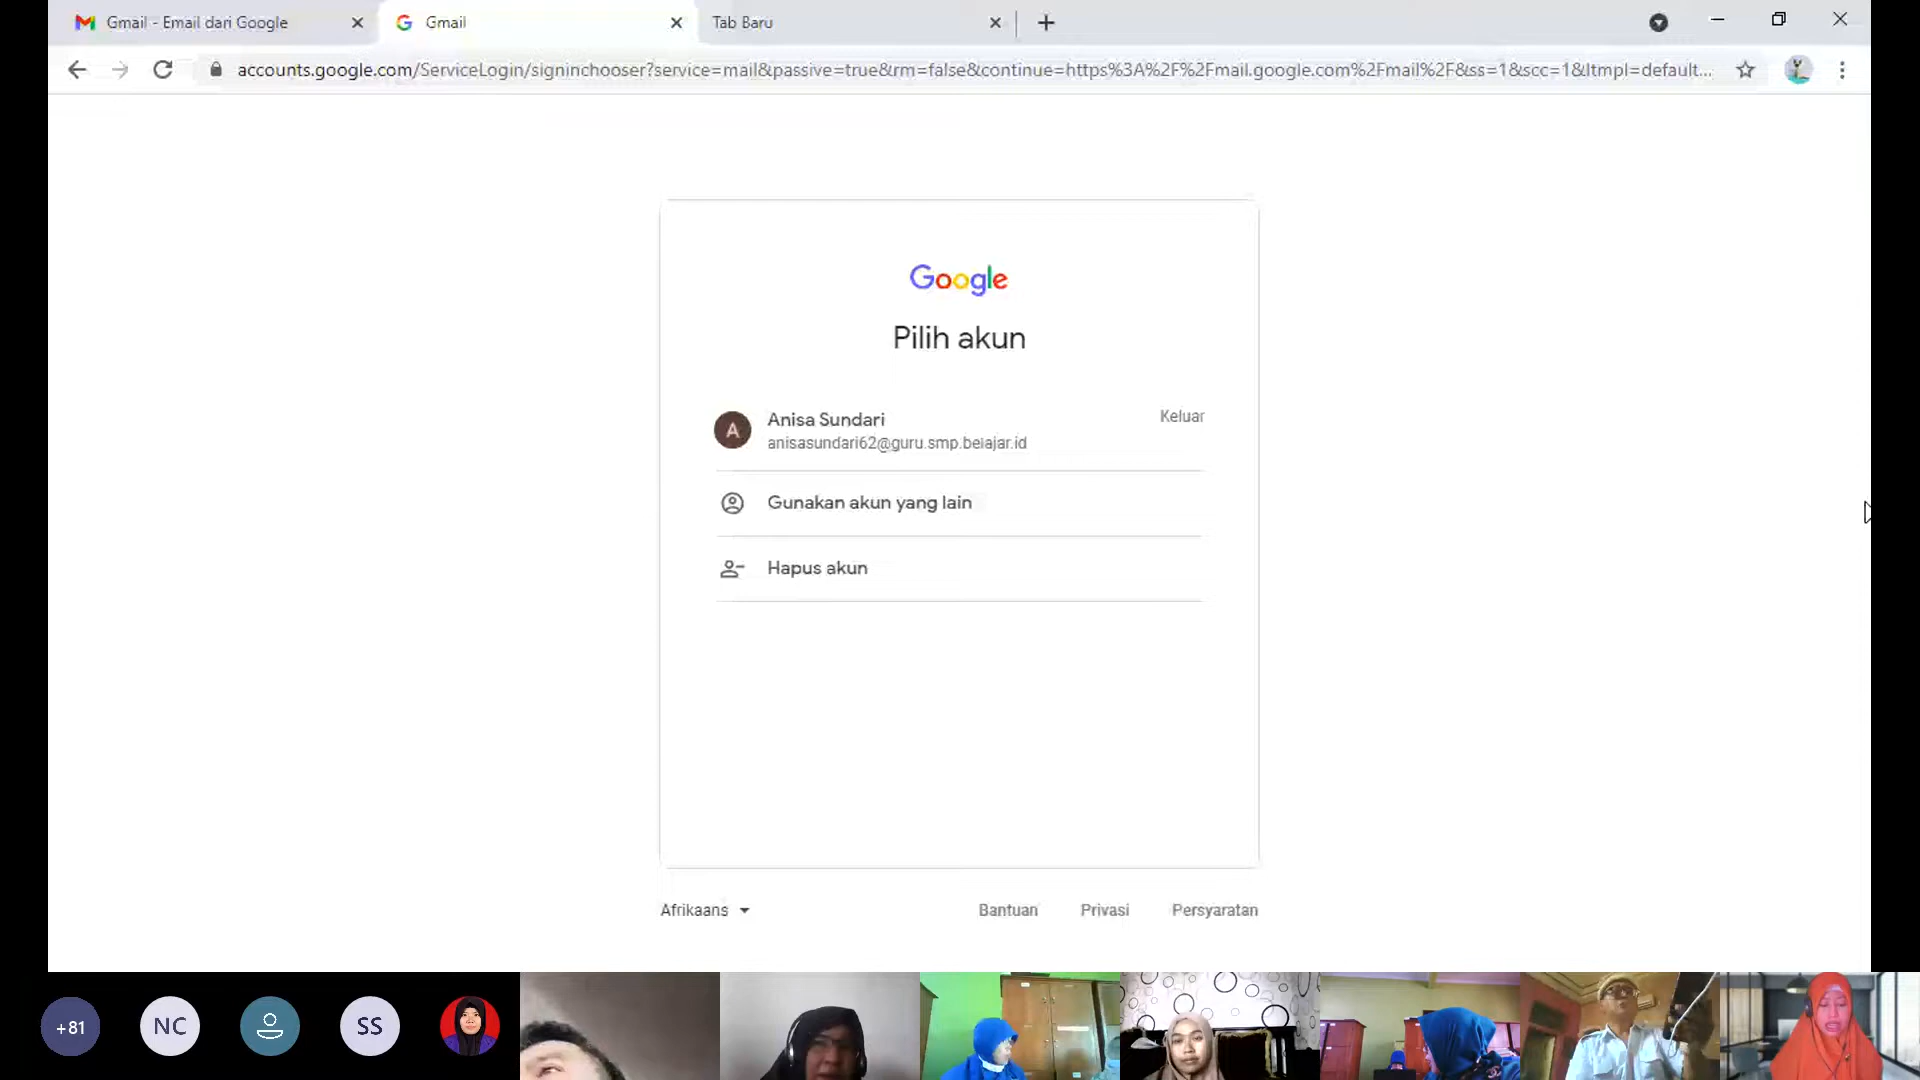 Gmail - Email dari Google
Gmail
Tab Baru
accounts.google.com/ServiceLogin/signinchooser?service=mail&passive=true&rm=false&continue=https%3A%2F%2Fmail.google.com%2Fmail%2F&ss=1&scc=1&ltmpl=default...
Google
Pilih akun
A
Anisa Sundari
Keluar
anisasundari62@guru.smp.belajar.id
Gunakan akun yang lain
Hapus akun
Afrikaans
Bantuan
Privasi
Persyaratan
+81
NC
SS